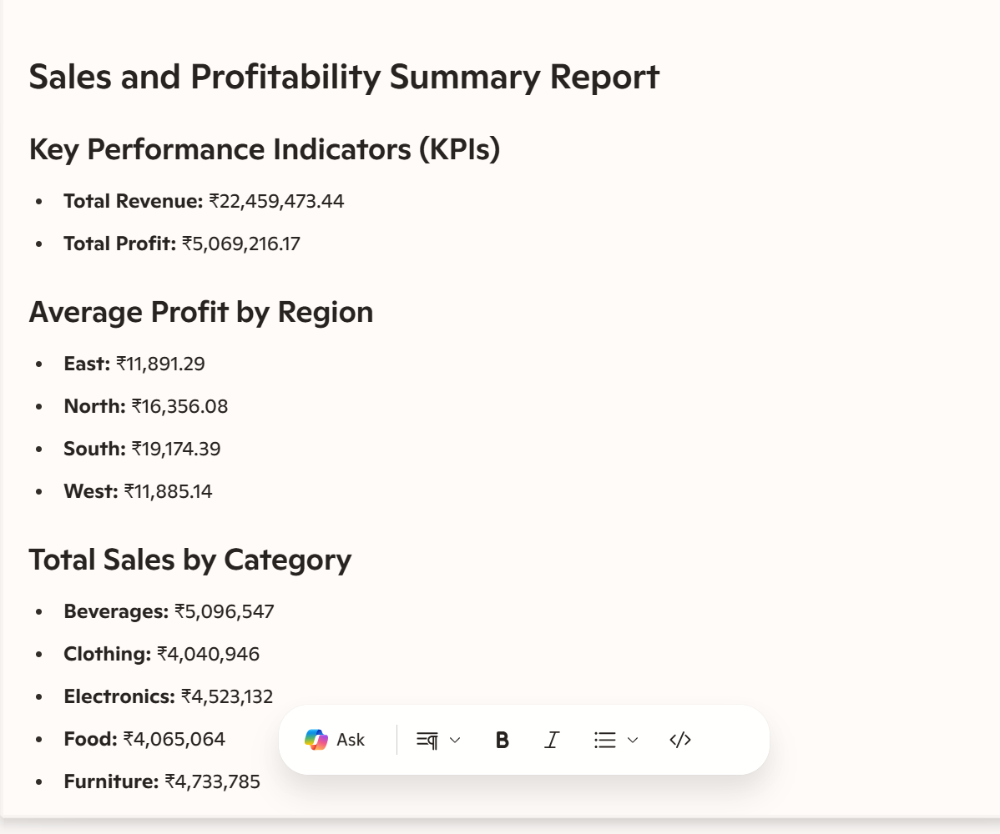 Sales and Profitability Summary Report
Key Performance Indicators (KPIs)
• Total Revenue: ₹22,459,473.44
• Total Profit: ₹5,069,216.17
Average Profit by Region
• East: ₹11,891.29
• North: ₹16,356.08
• South: ₹19,174.39
• West: ₹11,885.14
Total Sales by Category
• Beverages: ₹5,096,547
• Clothing: ₹4,040,946
• Electronics: ₹4,523,132
• Food: ₹4,065,064
Ask
• Furniture: ₹4,733,785